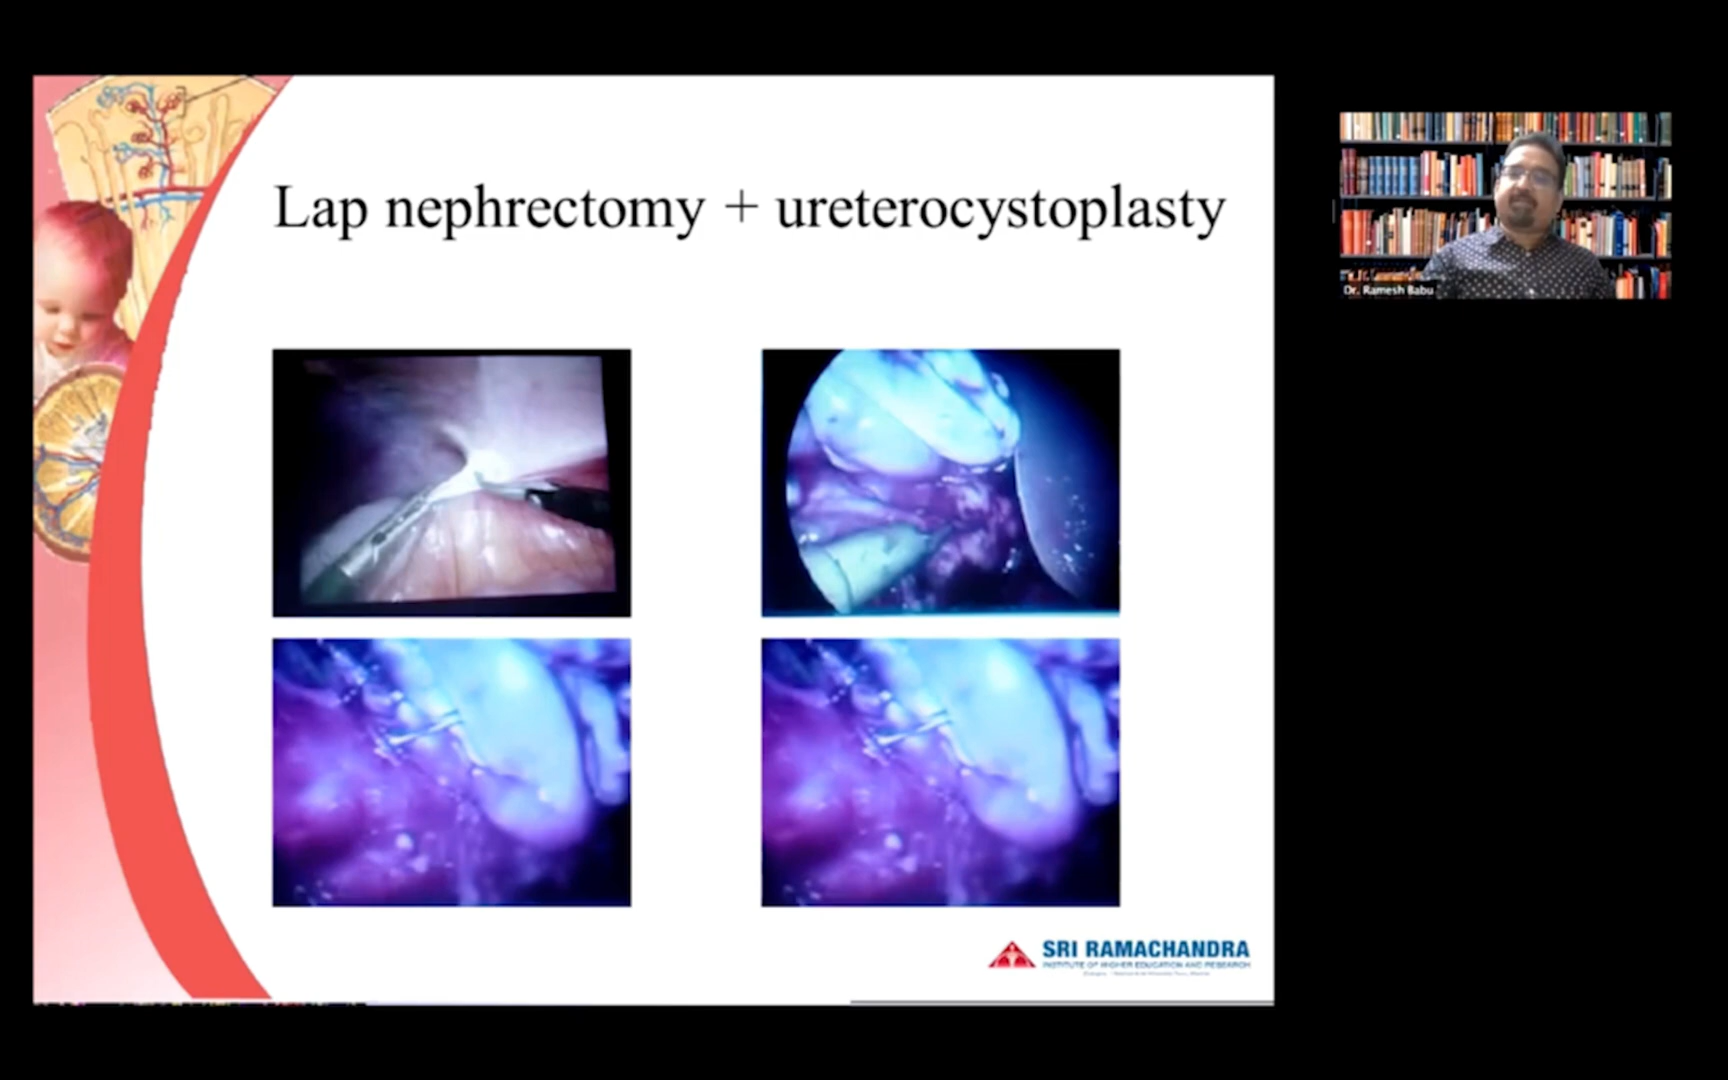 Lap nephrectomy + ureterocystoplasty
Dr. Ramesh Babu
SRI RAMACHANDRA
INSTITUTE OF HIGHER EDUCATION AND RESEARCH